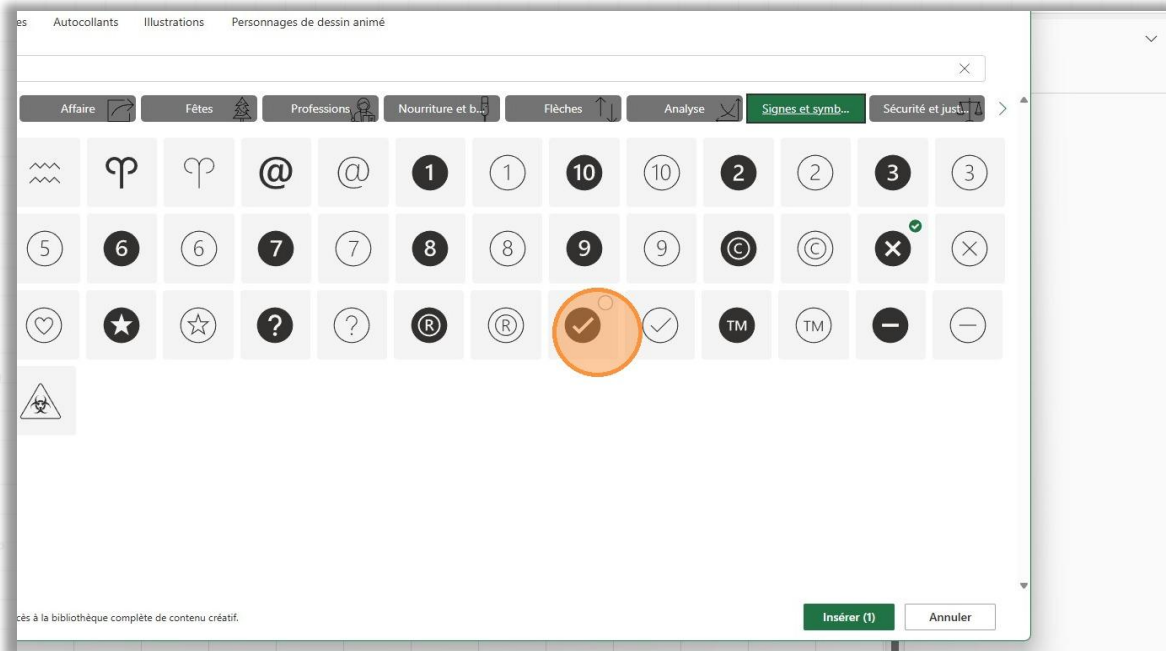 es Autocollants Illustrations Personnages de dessin animé
Affaire Fêtes Professions Nourriture et b... Flèches Analyse Signes et symb... Sécurité et just...
@ @ 1 1 10 10 2 2 3 3
5 6 6 7 7 8 8 9 9 © ©
? ? ® ® TM TM
cès à la bibliothèque complète de contenu créatif.
Insérer (1) Annuler